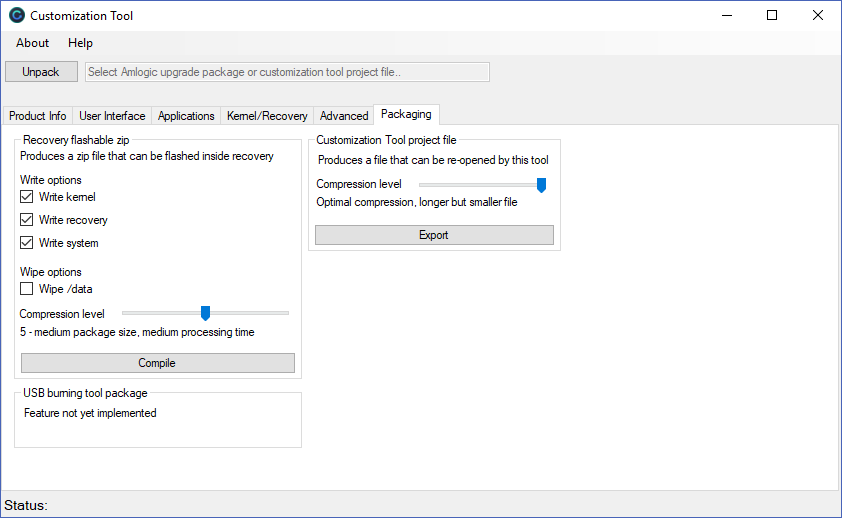 Customization Tool
About Help
Unpack Select Amlogic upgrade package or customization tool project file..
Product Info User Interface Applications Kernel/Recovery Advanced Packaging
Recovery flashable zip
Produces a zip file that can be flashed inside recovery
Write options
Write kernel
Write recovery
Write system
Wipe options
Wipe /data
Compression level
5 - medium package size, medium processing time
Compile
USB burning tool package
Feature not yet implemented
Customization Tool project file
Produces a file that can be re-opened by this tool
Compression level
Optimal compression, longer but smaller file
Export
Status: